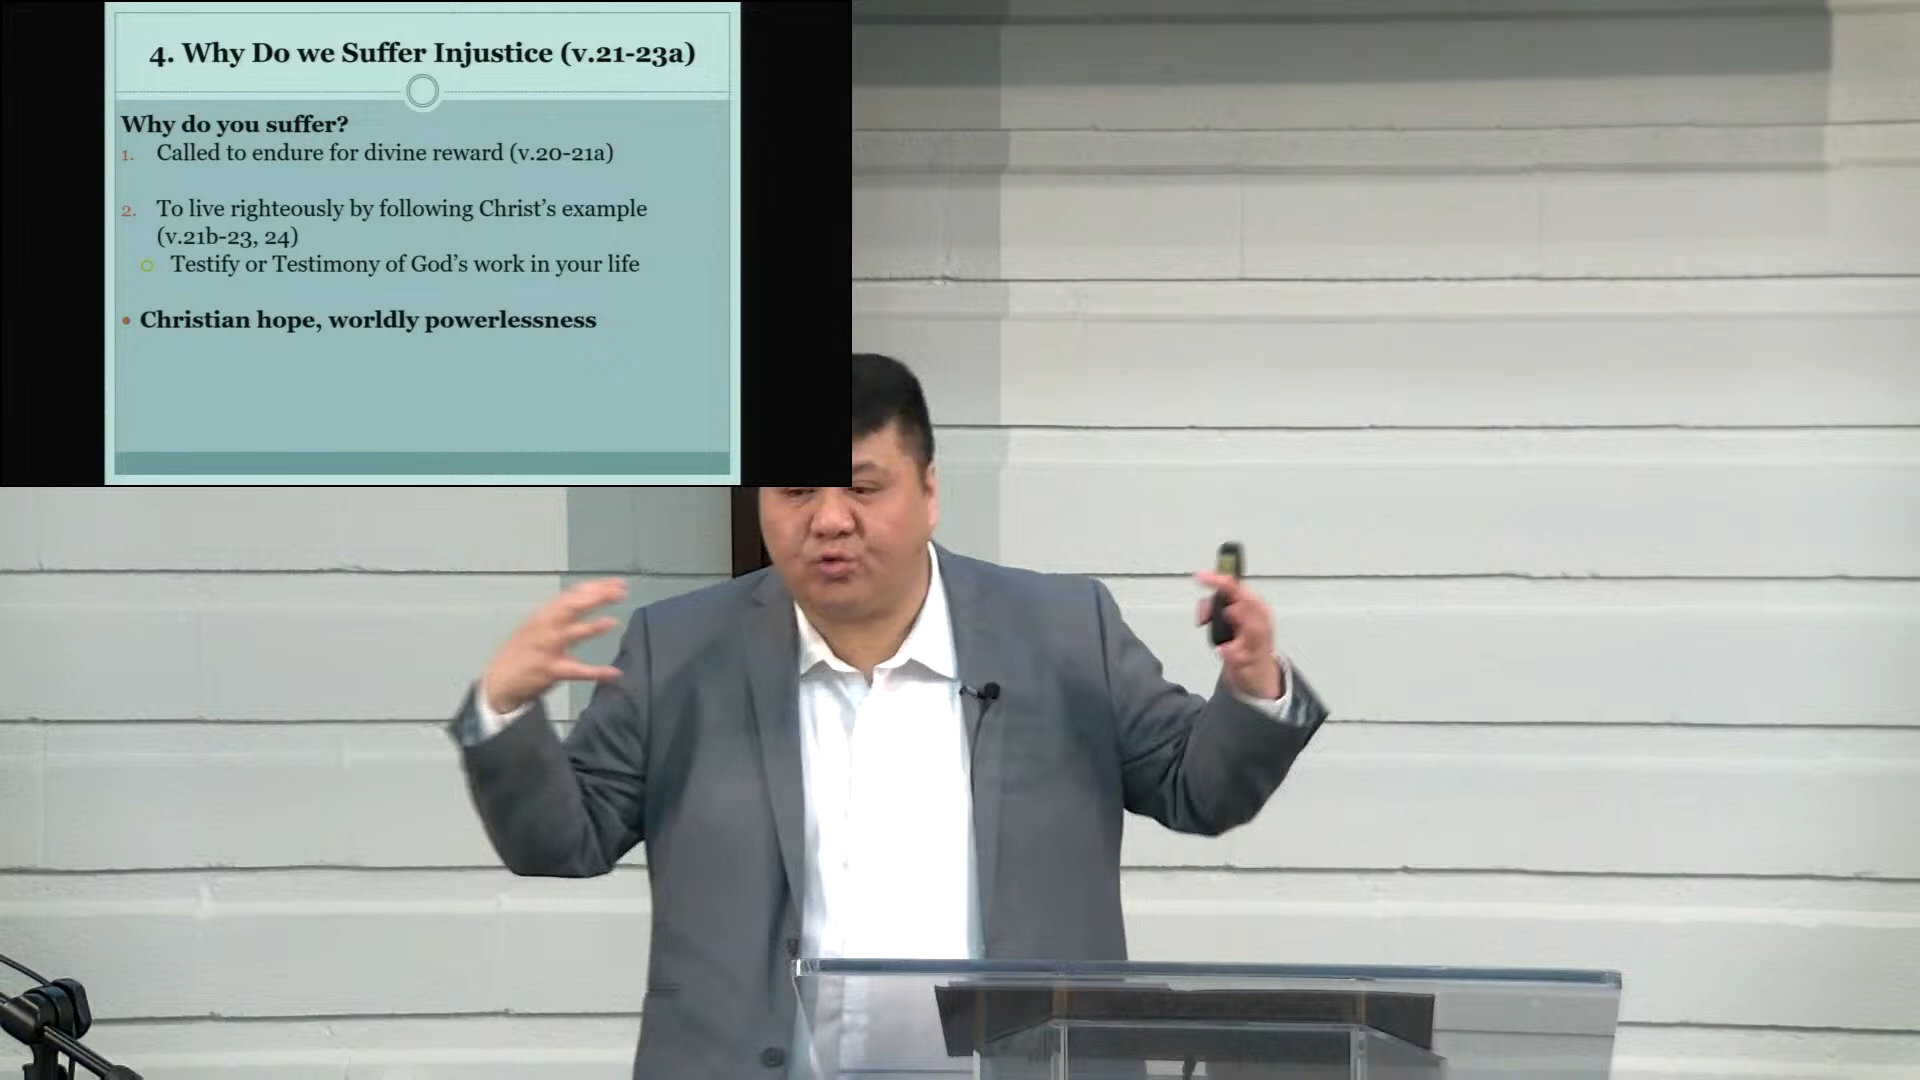 4. Why Do we Suffer Injustice (v.21-23a)
Why do you suffer?
1. Called to endure for divine reward (v.20-21a)
2. To live righteously by following Christ's example
(v.21b-23, 24)
Testify or Testimony of God's work in your life
• Christian hope, worldly powerlessness